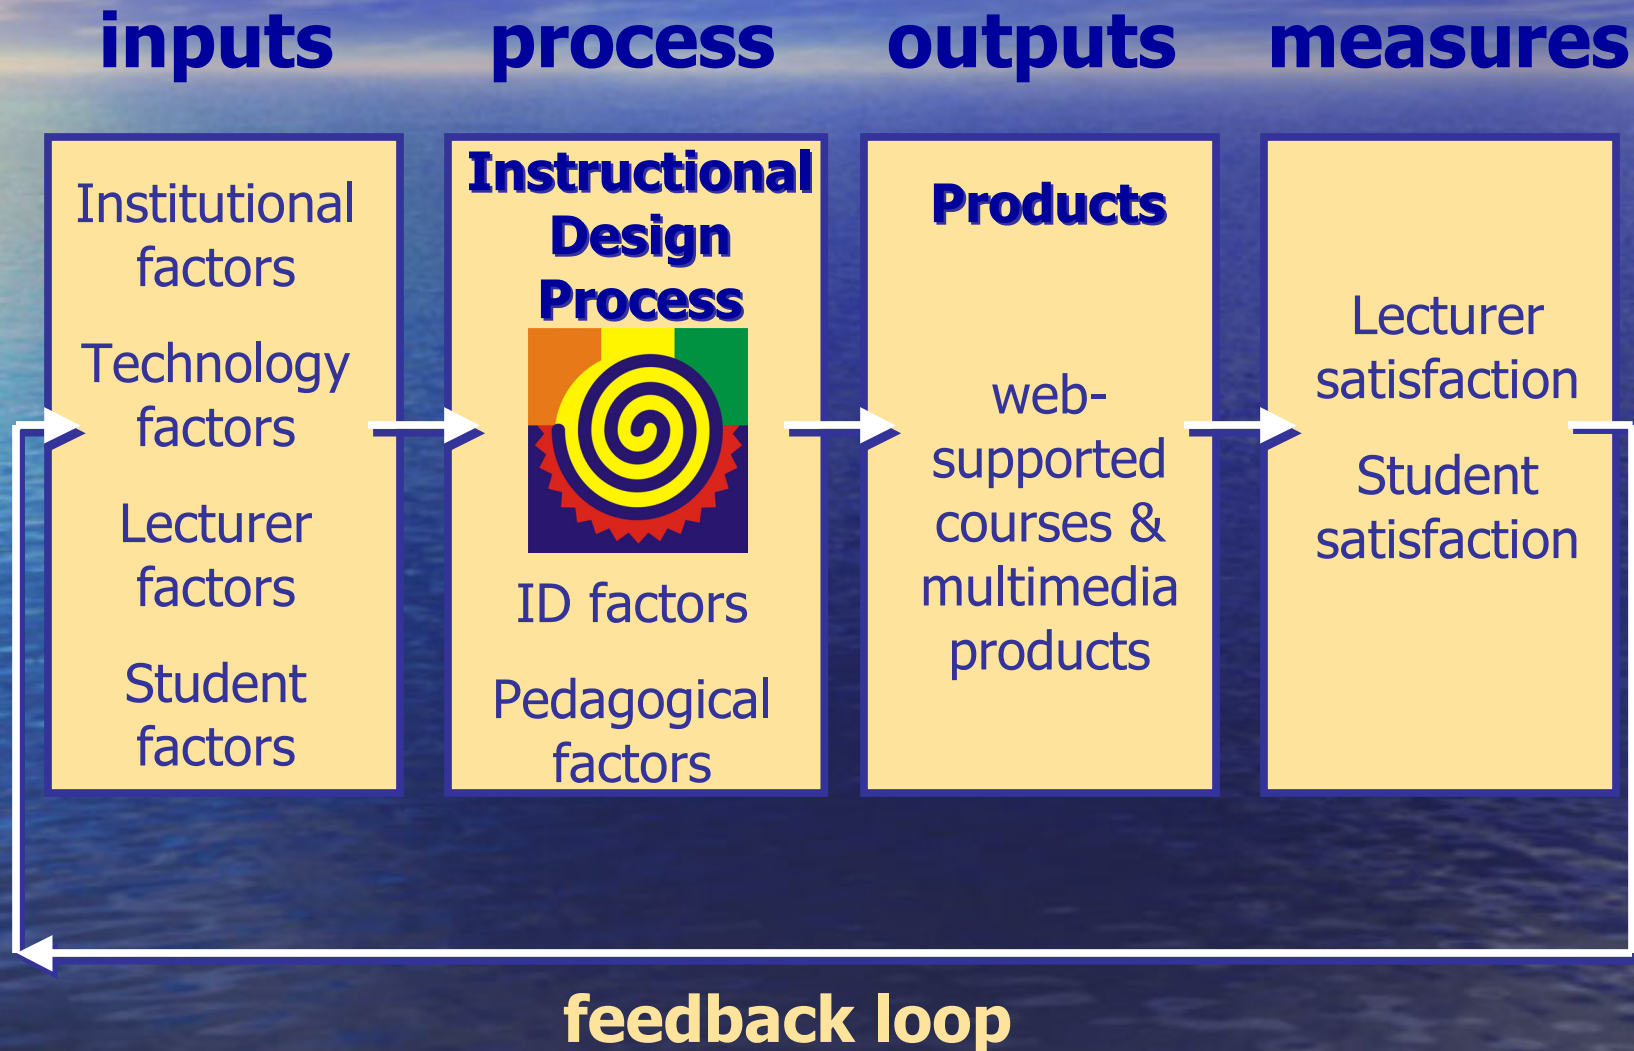 inputs process outputs measures
Institutional
factors
Technology
factors
Lecturer
factors
Student
factors
Instructional
Design
Process
ID factors
Pedagogical
factors
Products
web-
supported
courses &
multimedia
products
Lecturer
satisfaction
Student
satisfaction
feedback loop